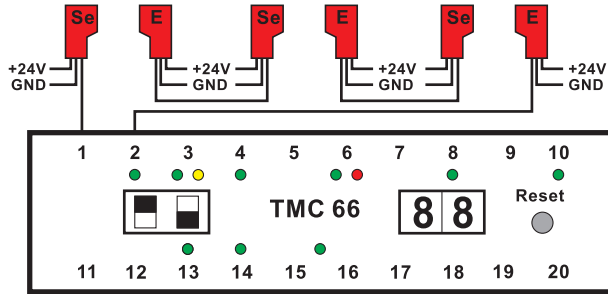 Se E Se E Se E
+24V +24V +24V +24V
GND GND GND GND
1 2 3 4 5 6 7 8 9 10
Reset
TMC 66 88
11 12 13 14 15 16 17 18 19 20